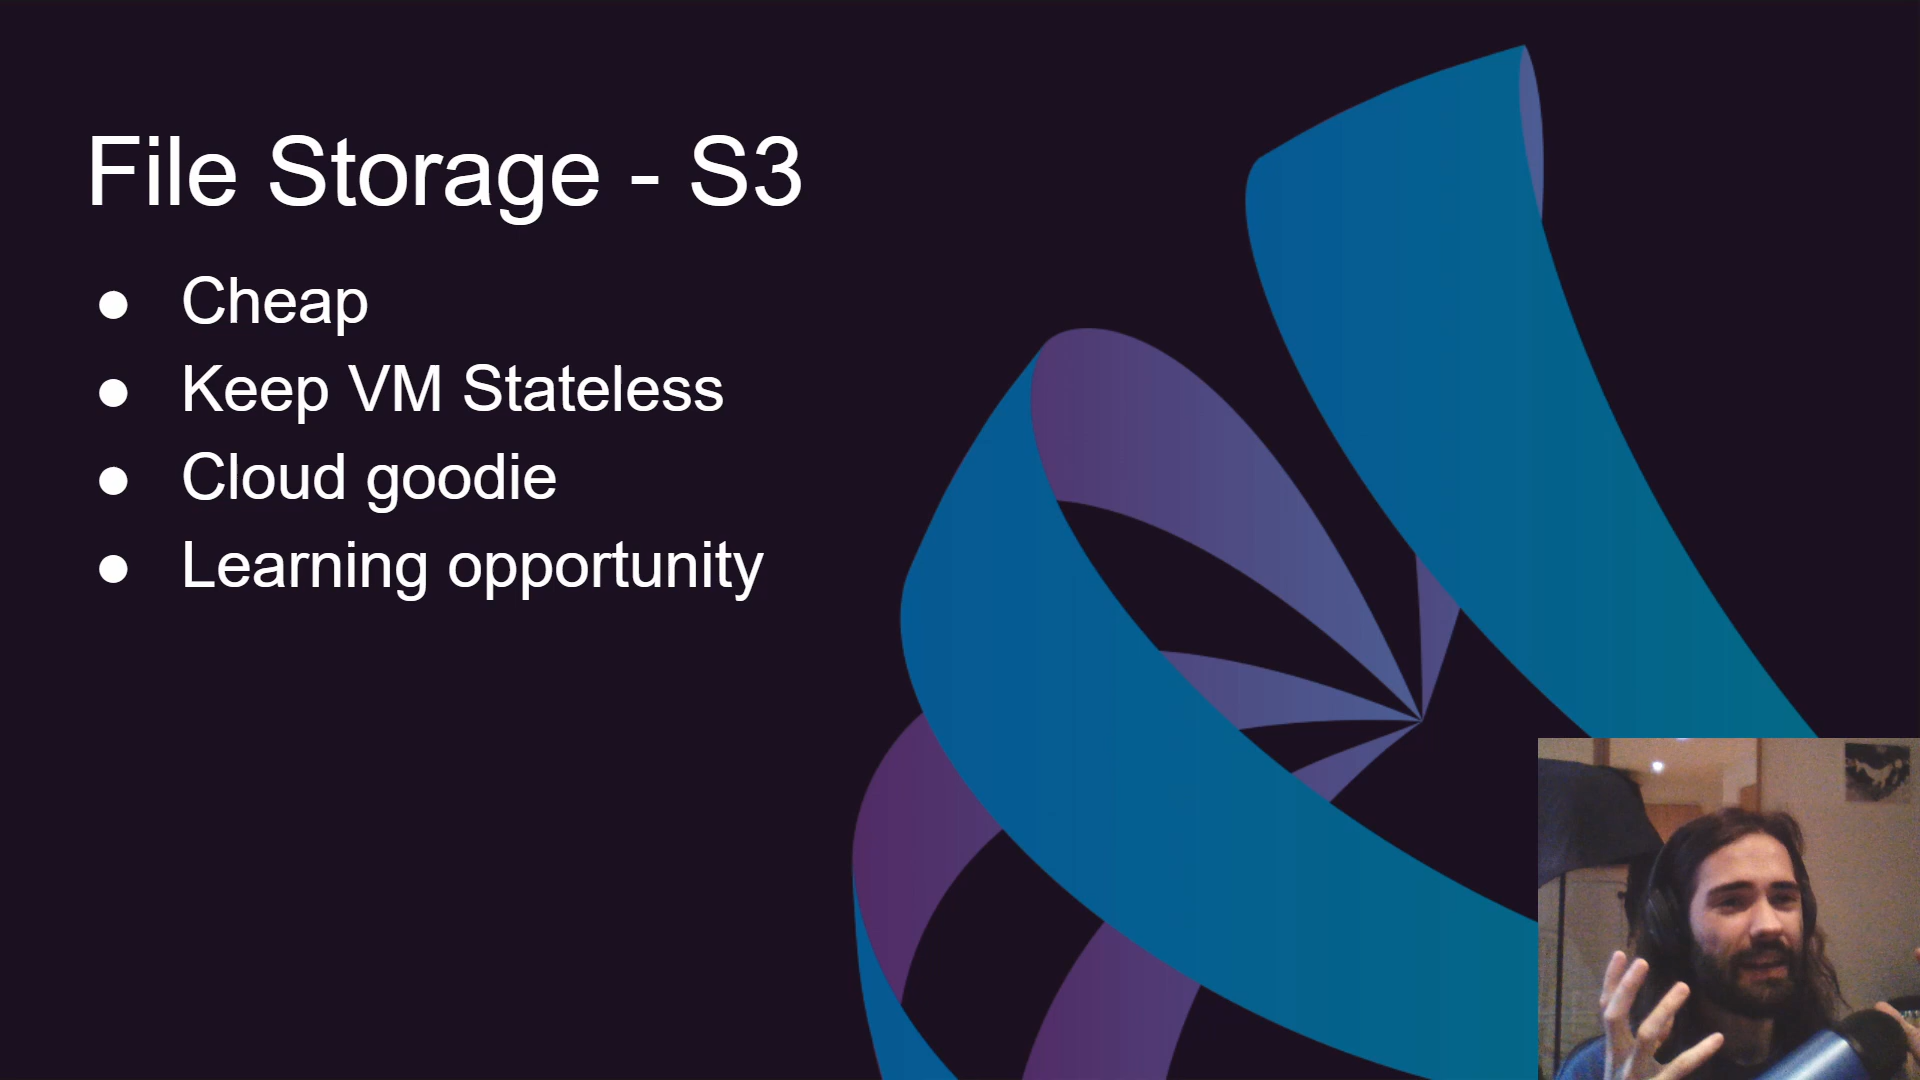 File Storage - S3
● Cheap
● Keep VM Stateless
● Cloud goodie
● Learning opportunity